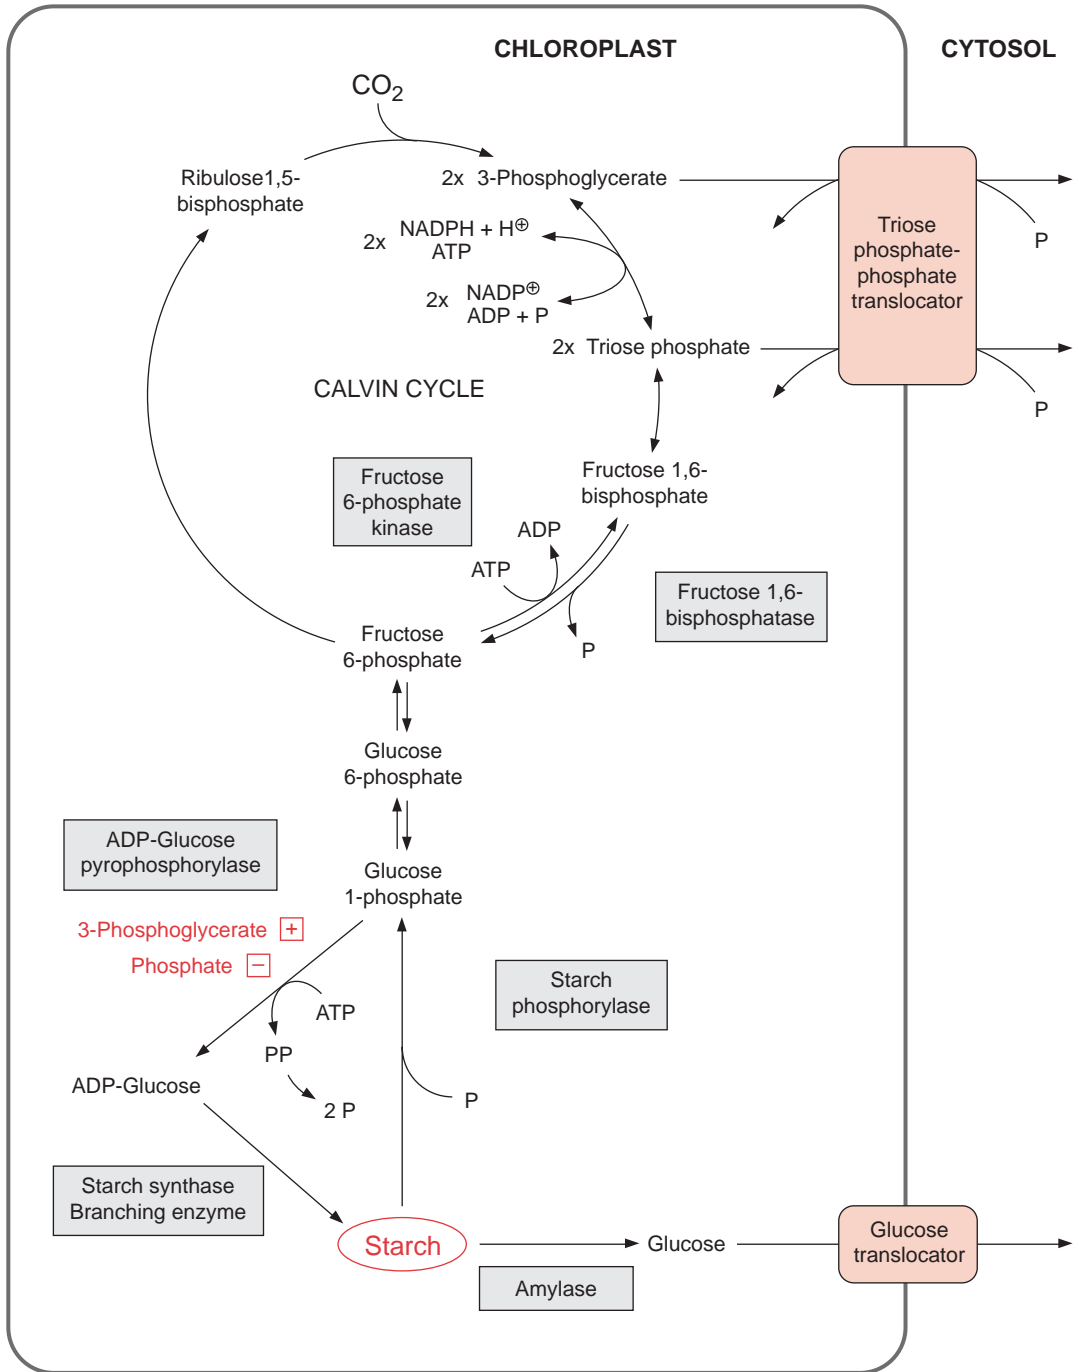 CHLOROPLAST
CYTOSOL
CO2
Ribulose1,5-
bisphosphate
2x 3-Phosphoglycerate
2x NADPH + H⊕
ATP
2x NADP⊕
ADP + P
2x Triose phosphate
Triose
phosphate-
phosphate
translocator
P
P
CALVIN CYCLE
Fructose
6-phosphate
kinase
Fructose 1,6-
bisphosphate
ADP
ATP
Fructose 1,6-
bisphosphatase
P
Fructose
6-phosphate
Glucose
6-phosphate
ADP-Glucose
pyrophosphorylase
Glucose
1-phosphate
3-Phosphoglycerate +
Phosphate −
Starch
phosphorylase
ATP
PP
2 P
ADP-Glucose
P
Starch synthase
Branching enzyme
Starch
Glucose
Amylase
Glucose
translocator